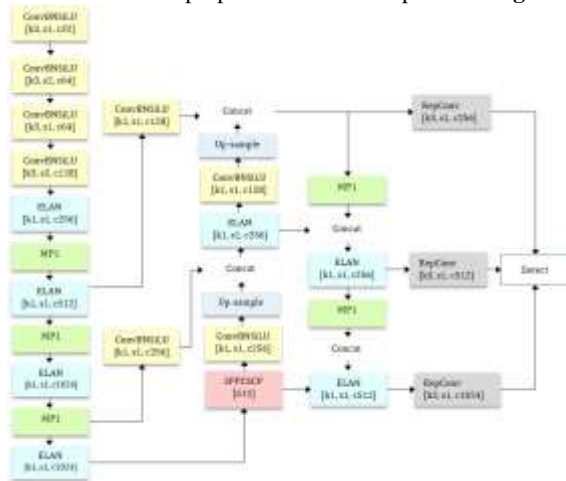 ConvBNSiLU
[k3, s1, c32]
ConvBNSiLU
[k3, s2, c64]
ConvBNSiLU
[k3, s1, c64]
ConvBNSiLU
[k3, s2, c128]
ELAN
[k1, s1, c256]
MP1
ELAN
[k1, s1, c512]
MP1
ELAN
[k1, s1, c1024]
MP1
ELAN
[k1, s1, c1024]
ConvBNSiLU
[k1, s1, c128]
ConvBNSiLU
[k1, s1, c256]
Concat
Up-sample
ConvBNSiLU
[k1, s1, c128]
ELAN
[k1, s1, c256]
Concat
Up-sample
ConvBNSiLU
[k1, s1, c256]
SPPCSCP
[512]
MP1
Concat
ELAN
[k1, s1, c256]
MP1
Concat
ELAN
[k1, s1, c512]
RepConv
[k3, s1, c256]
RepConv
[k3, s1, c512]
RepConv
[k3, s1, c1024]
Detect